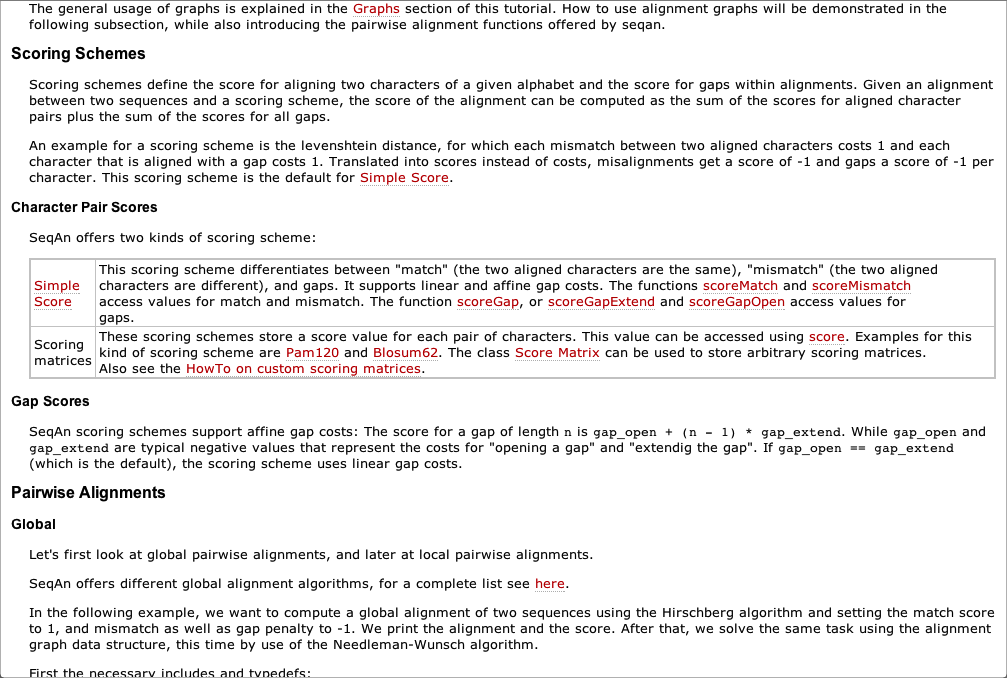 The general usage of graphs is explained in the Graphs section of this tutorial. How to use alignment graphs will be demonstrated in the
following subsection, while also introducing the pairwise alignment functions offered by seqan.
Scoring Schemes
Scoring schemes define the score for aligning two characters of a given alphabet and the score for gaps within alignments. Given an alignment
between two sequences and a scoring scheme, the score of the alignment can be computed as the sum of the scores for aligned character
pairs plus the sum of the scores for all gaps.
An example for a scoring scheme is the levenshtein distance, for which each mismatch between two aligned characters costs 1 and each
character that is aligned with a gap costs 1. Translated into scores instead of costs, misalignments get a score of -1 and gaps a score of -1 per
character. This scoring scheme is the default for Simple Score.
Character Pair Scores
SeqAn offers two kinds of scoring scheme:
Simple
Score
This scoring scheme differentiates between "match" (the two aligned characters are the same), "mismatch" (the two aligned
characters are different), and gaps. It supports linear and affine gap costs. The functions scoreMatch and scoreMismatch
access values for match and mismatch. The function scoreGap, or scoreGapExtend and scoreGapOpen access values for
gaps.
Scoring
matrices
These scoring schemes store a score value for each pair of characters. This value can be accessed using score. Examples for this
kind of scoring scheme are Pam120 and Blosum62. The class Score Matrix can be used to store arbitrary scoring matrices.
Also see the HowTo on custom scoring matrices.
Gap Scores
SeqAn scoring schemes support affine gap costs: The score for a gap of length n is gap_open + (n - 1) * gap_extend. While gap_open and
gap_extend are typical negative values that represent the costs for "opening a gap" and "extendig the gap". If gap_open == gap_extend
(which is the default), the scoring scheme uses linear gap costs.
Pairwise Alignments
Global
Let's first look at global pairwise alignments, and later at local pairwise alignments.
SeqAn offers different global alignment algorithms, for a complete list see here.
In the following example, we want to compute a global alignment of two sequences using the Hirschberg algorithm and setting the match score
to 1, and mismatch as well as gap penalty to -1. We print the alignment and the score. After that, we solve the same task using the alignment
graph data structure, this time by use of the Needleman-Wunsch algorithm.
First the necessary includes and typedefs: